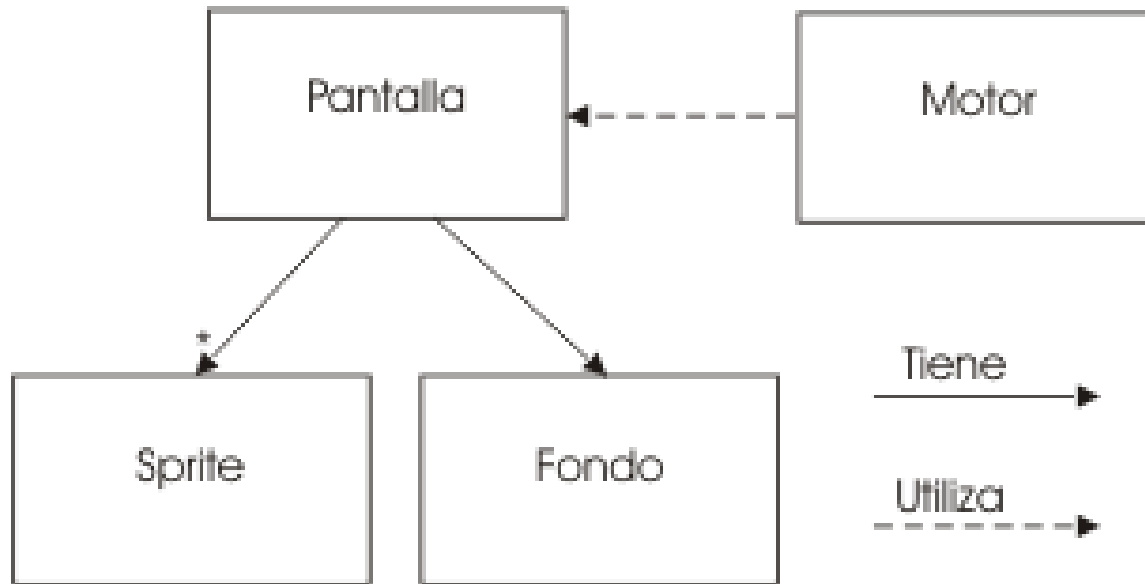 Pantalla
Motor
*
Sprite
Fondo
Tiene
Utiliza